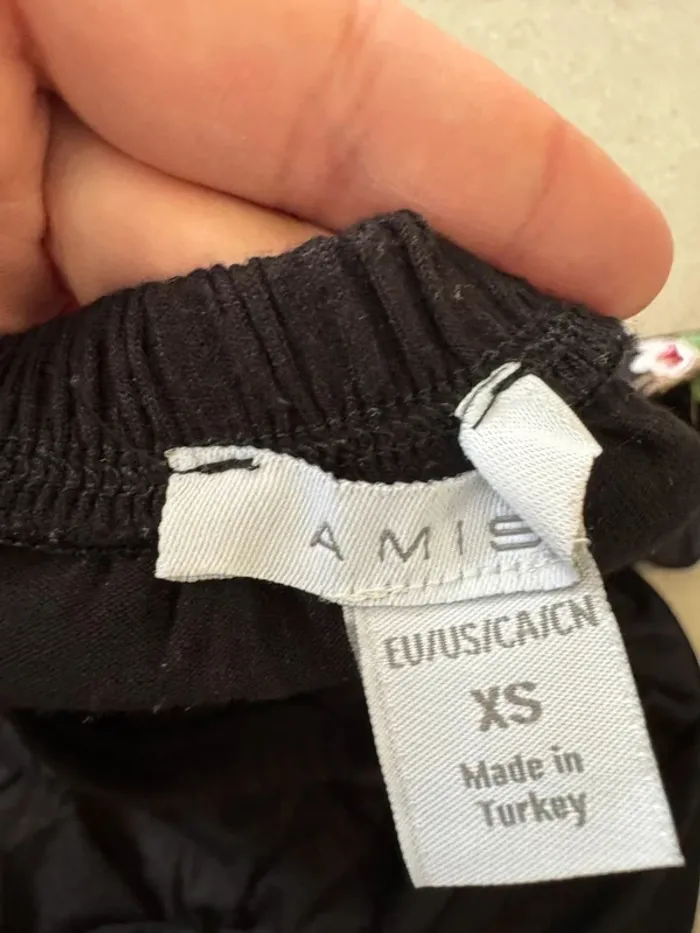 AMIS
EU/US/CA/CN
XS
Made in
Turkey